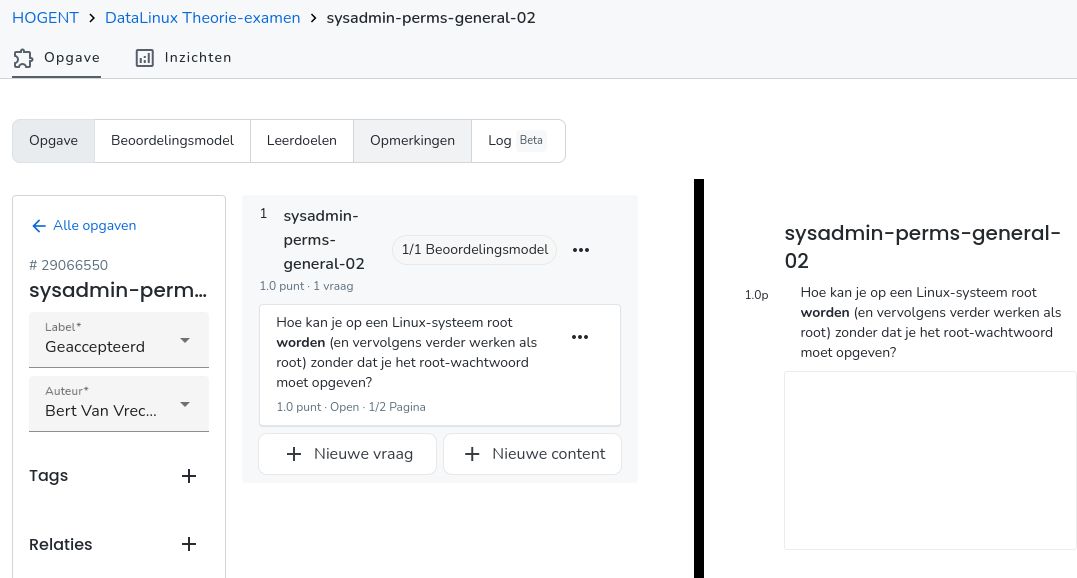 HOGENT > DataLinux Theorie-examen > sysadmin-perms-general-02
Opgave
Inzichten
Opgave
Beoordelingsmodel
Leerdoelen
Opmerkingen
Log Beta
Alle opgaven
# 29066550
sysadmin-perm...
Label*
Geaccepteerd
Auteur*
Bert Van Vrec...
Tags
Relaties
1
sysadmin-
perms-
general-02
1/1 Beoordelingsmodel
1.0 punt · 1 vraag
Hoe kan je op een Linux-systeem root
worden (en vervolgens verder werken als
root) zonder dat je het root-wachtwoord
moet opgeven?
1.0 punt · Open · 1/2 Pagina
Nieuwe vraag
Nieuwe content
sysadmin-perms-general-
02
1.0p
Hoe kan je op een Linux-systeem root
worden (en vervolgens verder werken als
root) zonder dat je het root-wachtwoord
moet opgeven?